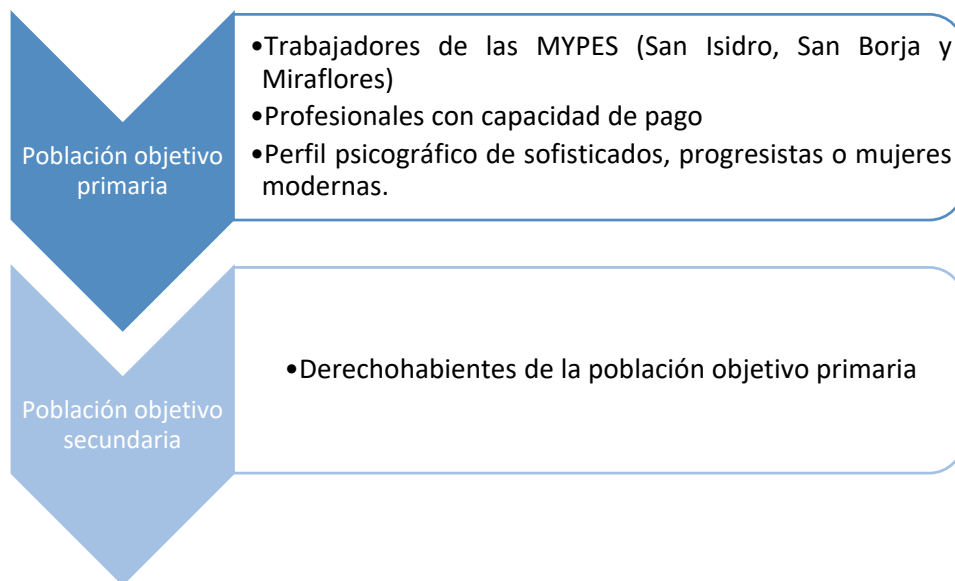 Población objetivo
primaria
•Trabajadores de las MYPES (San Isidro, San Borja y
Miraflores)
•Profesionales con capacidad de pago
•Perfil psicográfico de sofisticados, progresistas o mujeres
modernas.
Población objetivo
secundaria
•Derechohabientes de la población objetivo primaria